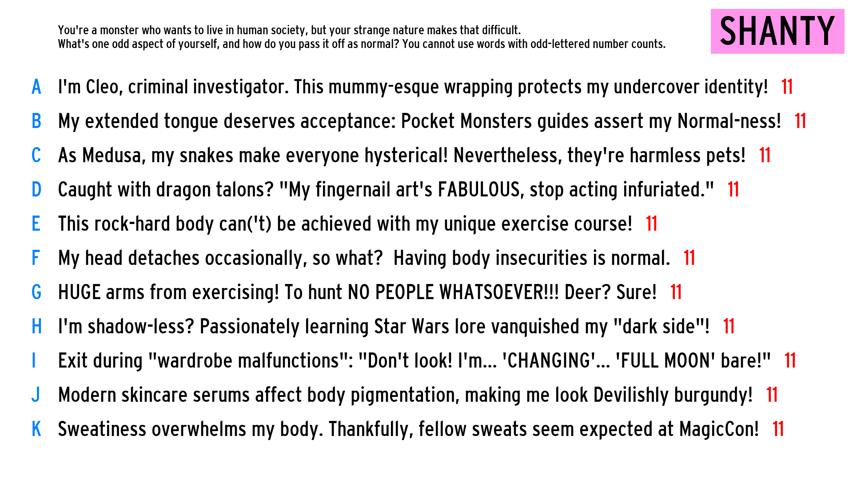 You're a monster who wants to live in human society, but your strange nature makes that difficult.
What's one odd aspect of yourself, and how do you pass it off as normal? You cannot use words with odd-lettered number counts.
SHANTY
A I'm Cleo, criminal investigator. This mummy-esque wrapping protects my undercover identity! 11
B My extended tongue deserves acceptance: Pocket Monsters guides assert my Normal-ness! 11
C As Medusa, my snakes make everyone hysterical! Nevertheless, they're harmless pets! 11
D Caught with dragon talons? "My fingernail art's FABULOUS, stop acting infuriated." 11
E This rock-hard body can('t) be achieved with my unique exercise course! 11
F My head detaches occasionally, so what? Having body insecurities is normal. 11
G HUGE arms from exercising! To hunt NO PEOPLE WHATSOEVER!!! Deer? Sure! 11
H I'm shadow-less? Passionately learning Star Wars lore vanquished my "dark side"! 11
I Exit during "wardrobe malfunctions": "Don't look! I'm... 'CHANGING'... 'FULL MOON' bare!" 11
J Modern skincare serums affect body pigmentation, making me look Devilishly burgundy! 11
K Sweatiness overwhelms my body. Thankfully, fellow sweats seem expected at MagicCon! 11